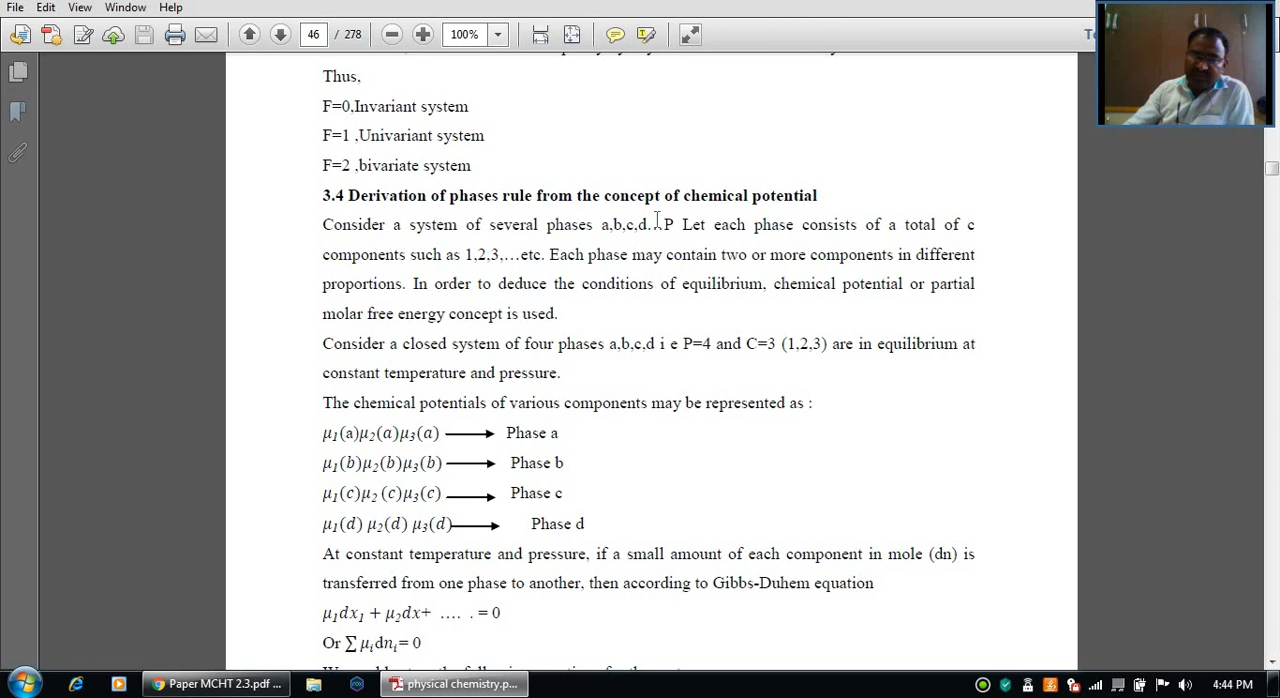 File Edit View Window Help
46 / 278 100%
Thus,
F=0,Invariant system
F=1 ,Univariant system
F=2 ,bivariate system
3.4 Derivation of phases rule from the concept of chemical potential
Consider a system of several phases a,b,c,d...P Let each phase consists of a total of c
components such as 1,2,3,…etc. Each phase may contain two or more components in different
proportions. In order to deduce the conditions of equilibrium, chemical potential or partial
molar free energy concept is used.
Consider a closed system of four phases a,b,c,d i e P=4 and C=3 (1,2,3) are in equilibrium at
constant temperature and pressure.
The chemical potentials of various components may be represented as :
μ₁(a)μ₂(a)μ₃(a) ⟶ Phase a
μ₁(b)μ₂(b)μ₃(b) ⟶ Phase b
μ₁(c)μ₂ (c)μ₃(c) ⟶ Phase c
μ₁(d) μ₂(d) μ₃(d) ⟶ Phase d
At constant temperature and pressure, if a small amount of each component in mole (dn) is
transferred from one phase to another, then according to Gibbs-Duhem equation
μ₁dx₁ + μ₂dx+ …. . = 0
Or ∑ μᵢdnᵢ= 0
Paper MCHT 2.3.pdf ... physical chemistry.p... 4:44 PM